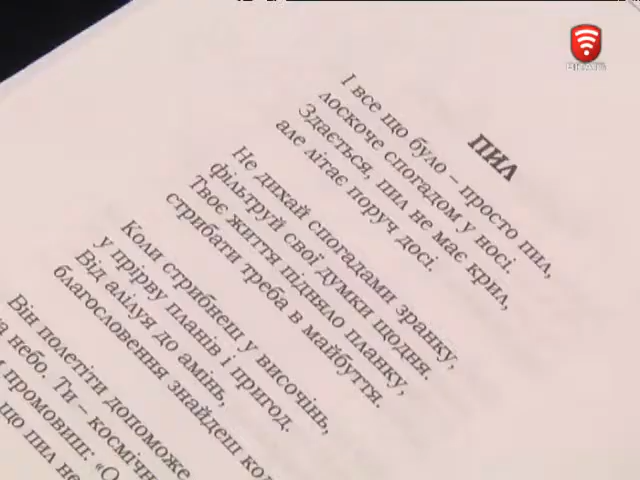 ПИЛ
І все що було – просто пил,
лоскоче спогадом у носі.
Здається, пил не має крил,
але літає поруч досі.
Не дихай спогадами зранку,
фільтруй свої думки щодня.
Твоє життя підняло планку,
стрибати треба в майбуття.
Коли стрибнеш у височінь,
у прірву планів і пригод.
Від алілуя до амінь,
благословення знайдеш
Він полетіти допоможе
небо. Ти – космічн
промовиш: «О
що пил не